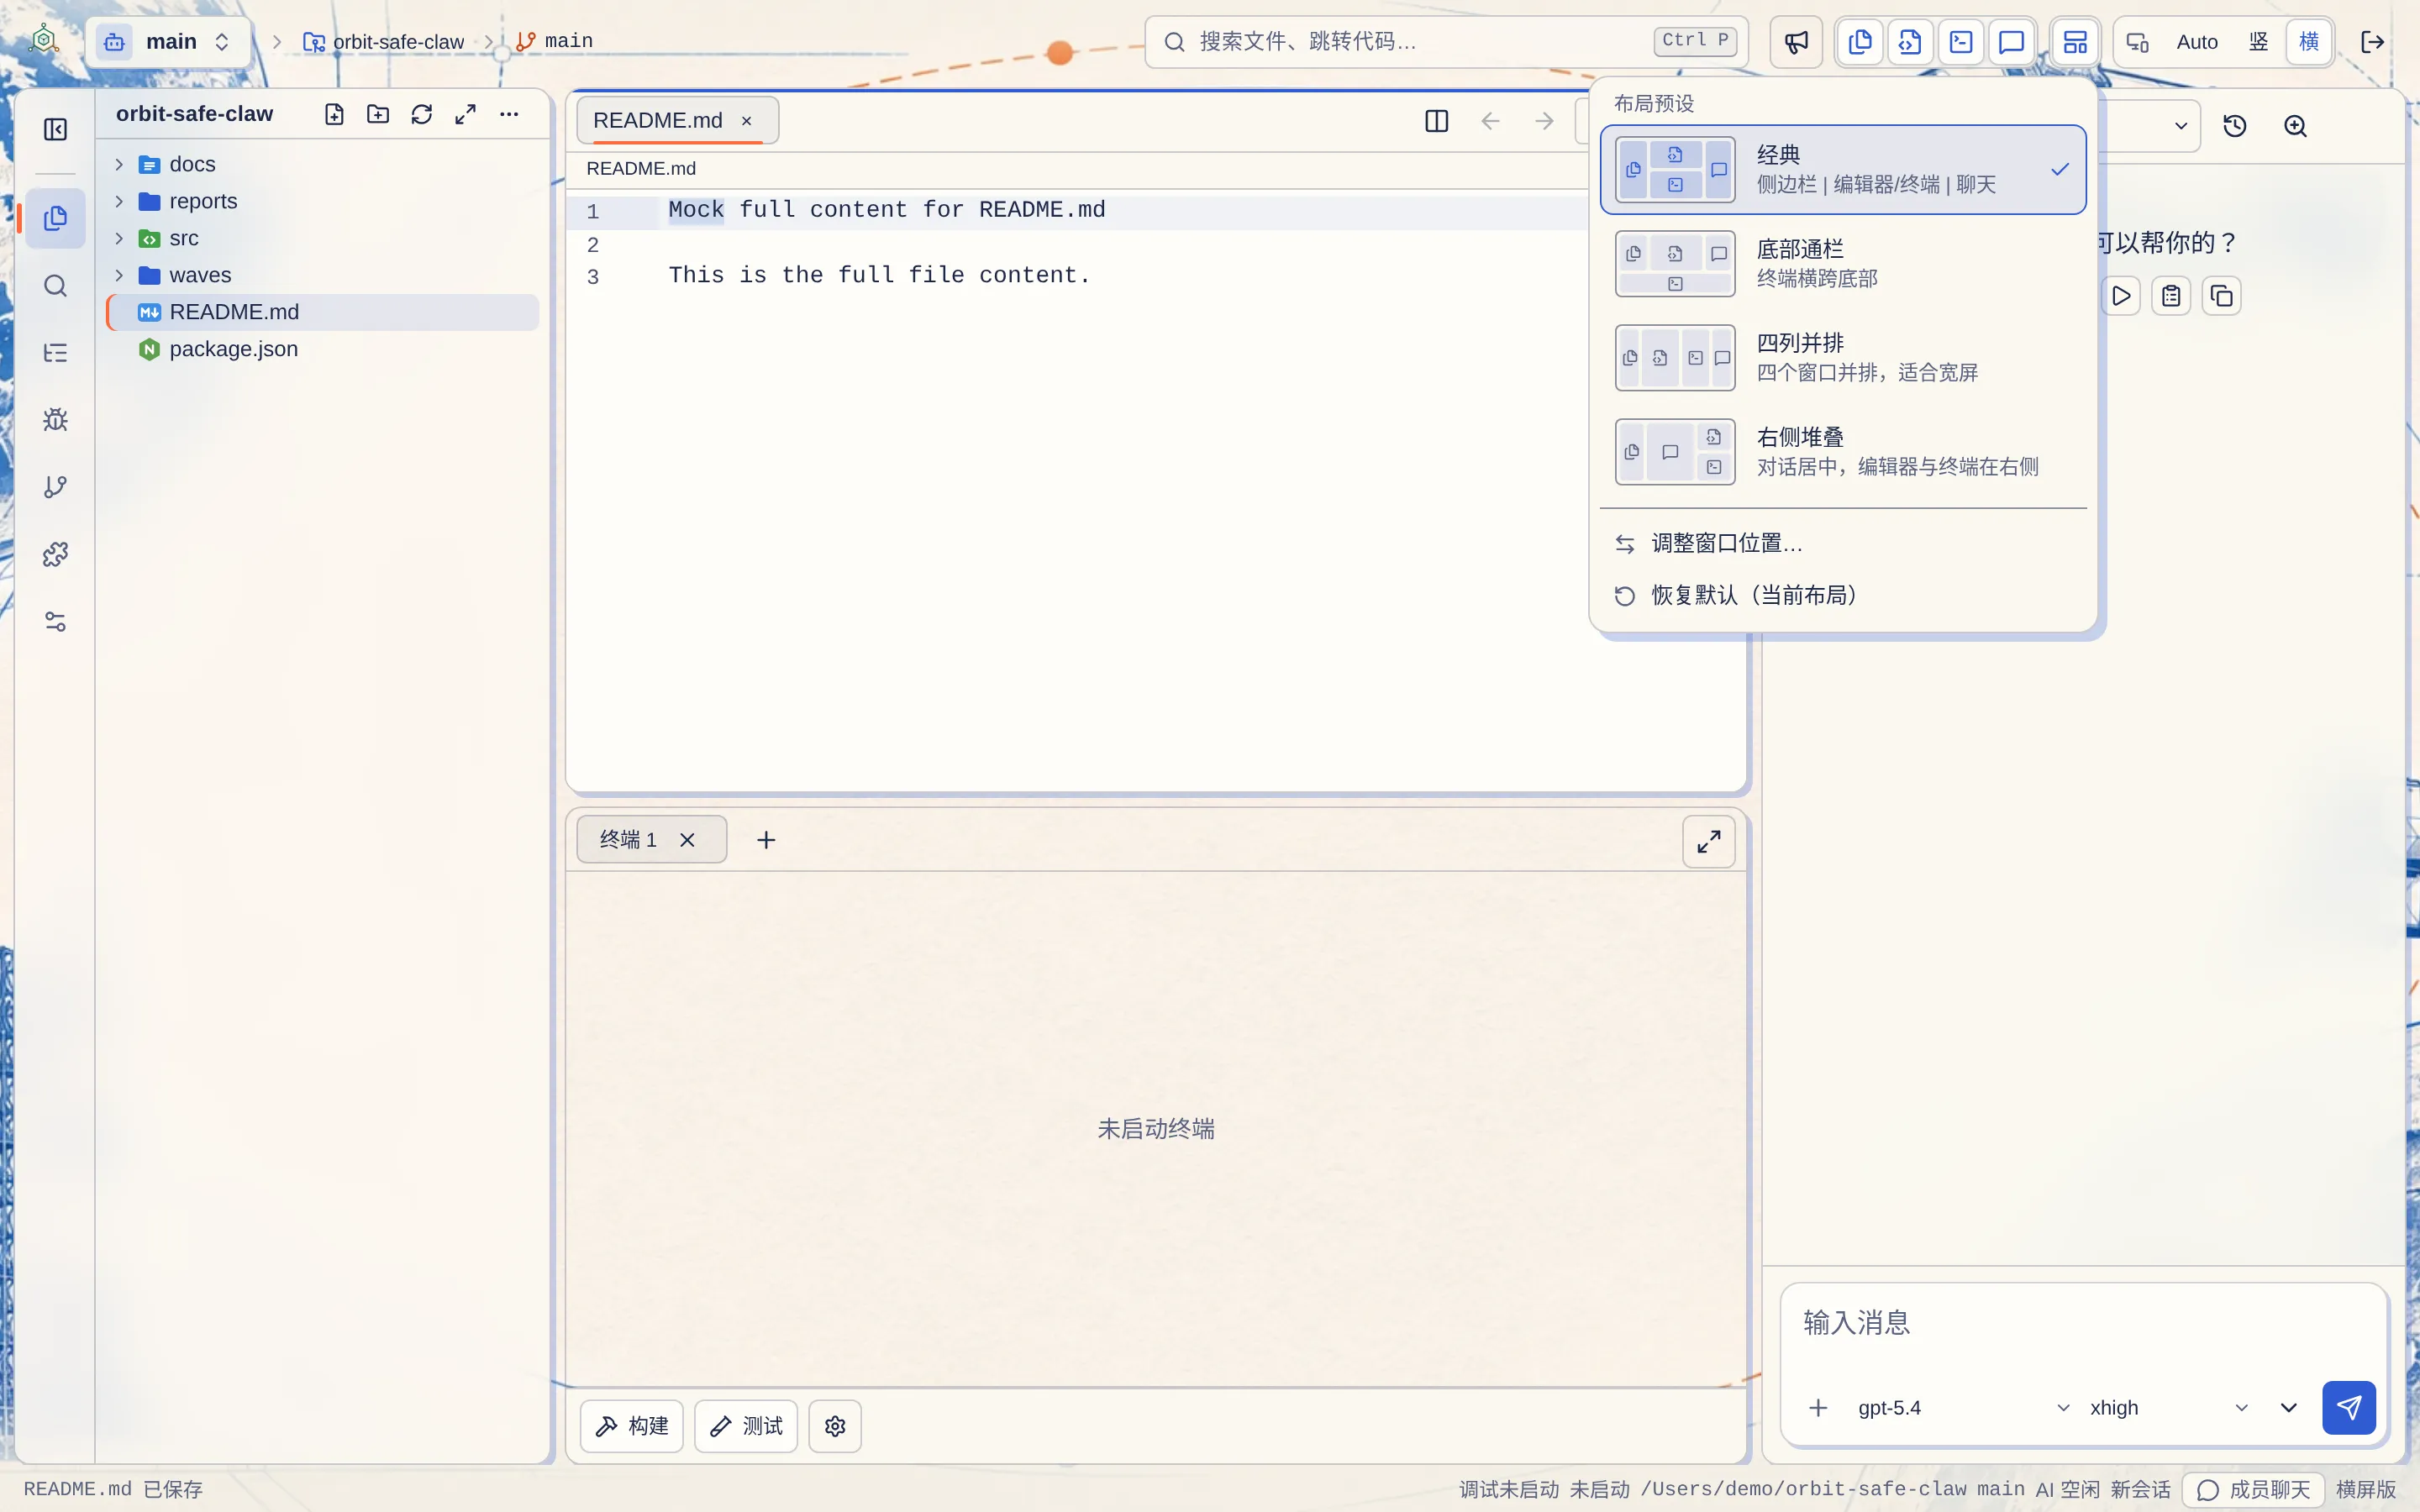 main
orbit-safe-claw
main
搜索文件、跳转代码...
Ctrl P
Auto
竖
横
orbit-safe-claw
docs
reports
src
waves
README.md
package.json
README.md
README.md
1 Mock full content for README.md
2
3 This is the full file content.
布局预设
经典
侧边栏 | 编辑器/终端 | 聊天
底部通栏
终端横跨底部
四列并排
四个窗口并排，适合宽屏
右侧堆叠
对话居中，编辑器与终端在右侧
调整窗口位置...
恢复默认（当前布局）
可以帮你的？
终端 1
未启动终端
构建
测试
输入消息
gpt-5.4
xhigh
README.md 已保存
调试未启动 未启动 /Users/demo/orbit-safe-claw main AI 空闲 新会话
成员聊天
横屏版